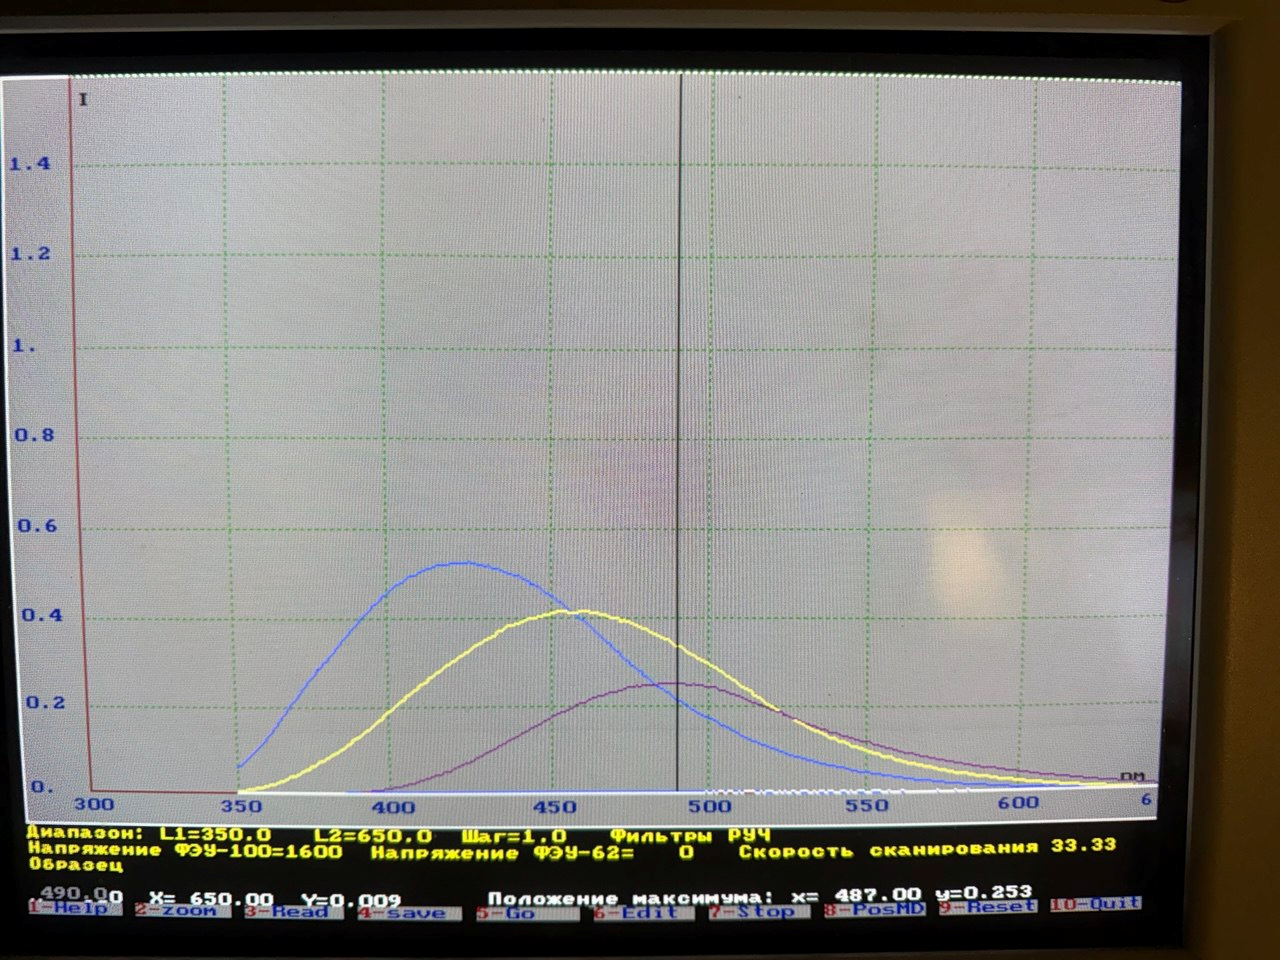 I
1.4
1.2
1.
0.8
0.6
0.4
0.2
0.
nm
300 350 400 450 500 550 600 6
Диапазон: L1=350.0 L2=650.0 Шаг=1.0 Фильтры РУЧ
Напряжение ФЭУ-100=1600 Напряжение ФЭУ-62= 0 Скорость сканирования 33.33
Образец
X= 650.00 Y=0.009 Положение максимума: x= 487.00 y=0.253
1-Help 2-Zoom 3-Read 4-save 5-Go 6-Edit 7-Stop 8-PosMD 9-Reset 10-Quit